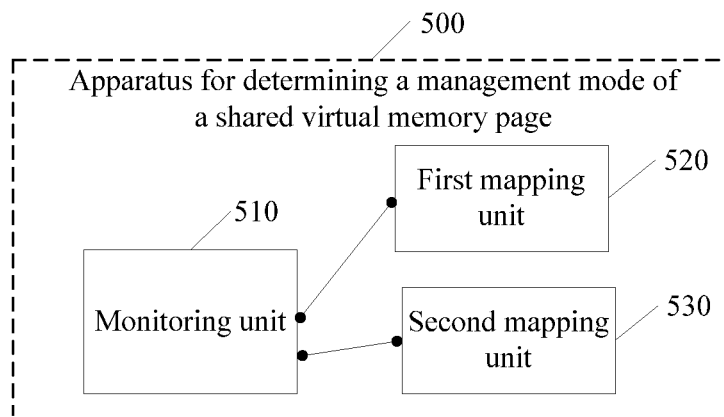 500
Apparatus for determining a management mode of
a shared virtual memory page
520
First mapping
unit
510
Monitoring unit
530
Second mapping
unit